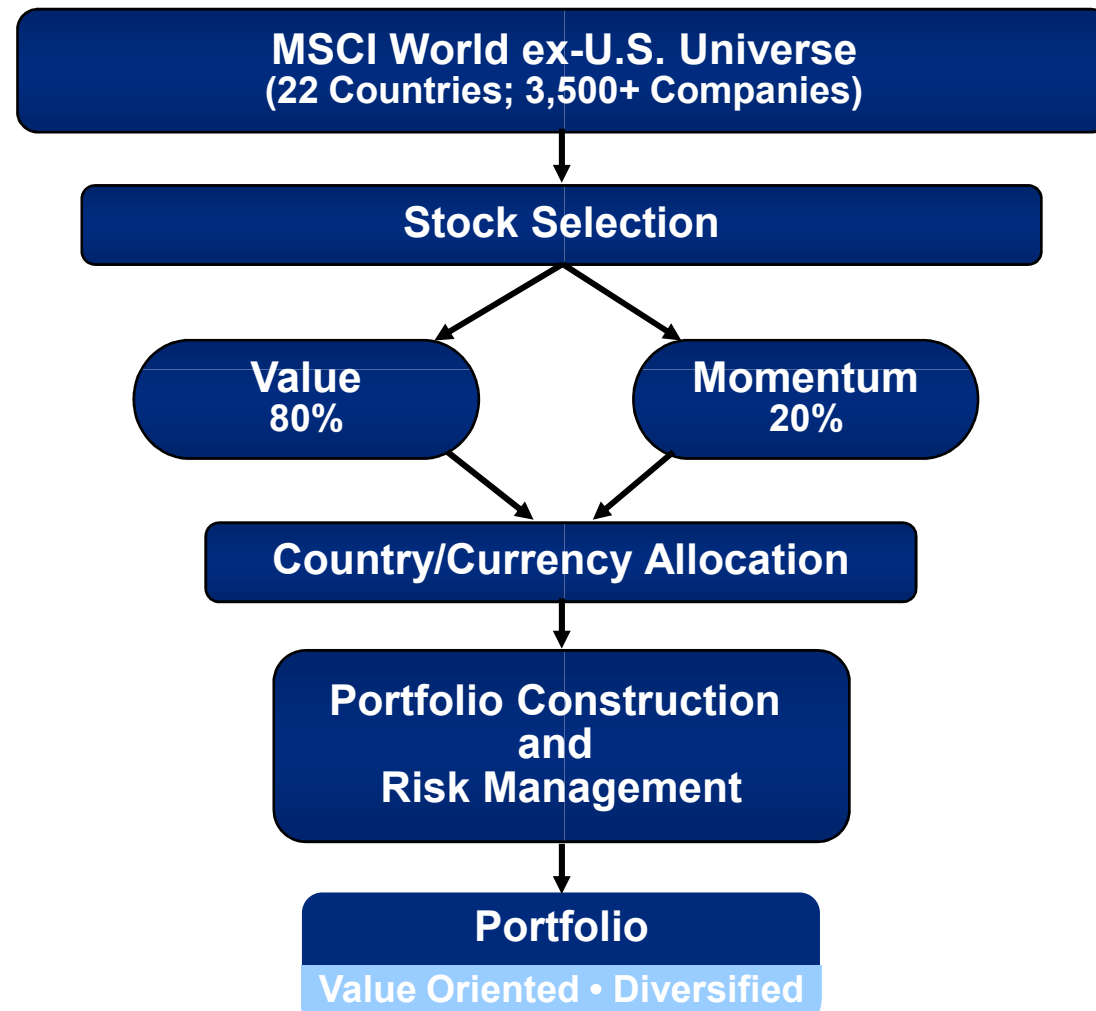 MSCI World ex-U.S. Universe
(22 Countries; 3,500+ Companies)
Stock Selection
Value
80%
Momentum
20%
Country/Currency Allocation
Portfolio Construction
and
Risk Management
Portfolio
Value Oriented • Diversified